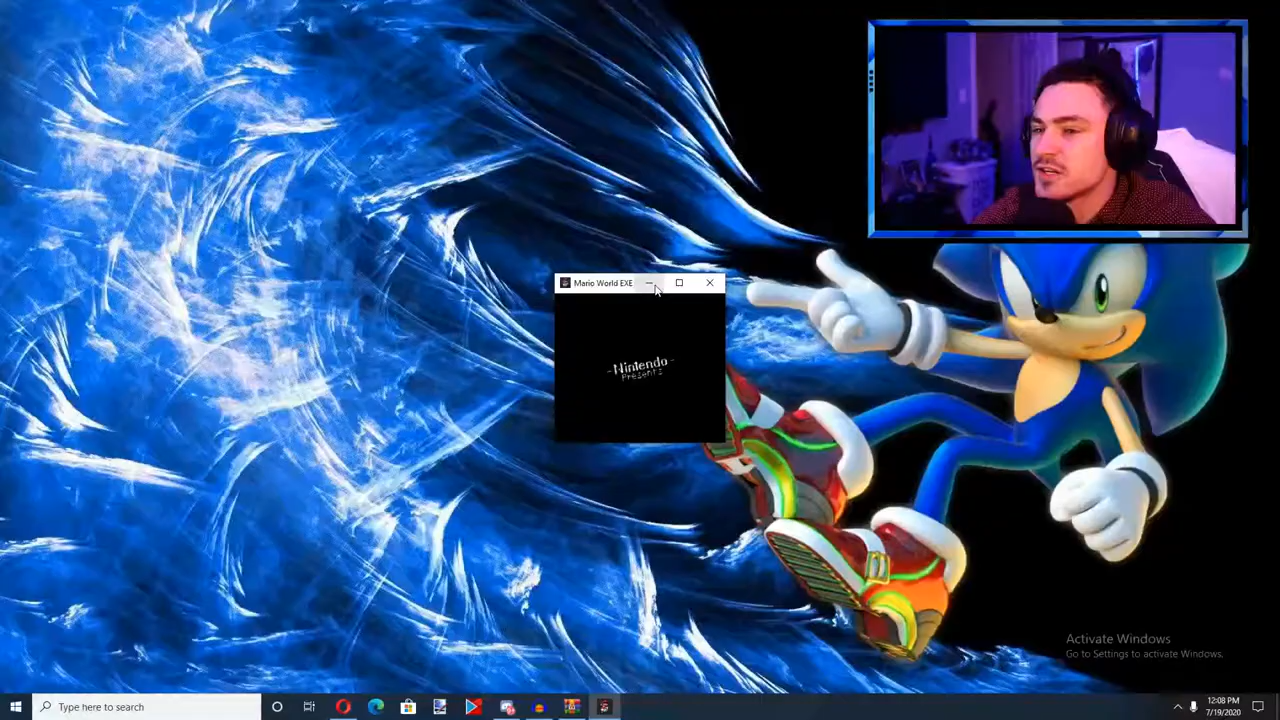 Mario World EXE
-Nintendo-
Presents
Activate Windows
Go to Settings to activate Windows.
Type here to search
12:08 PM
7/19/2020